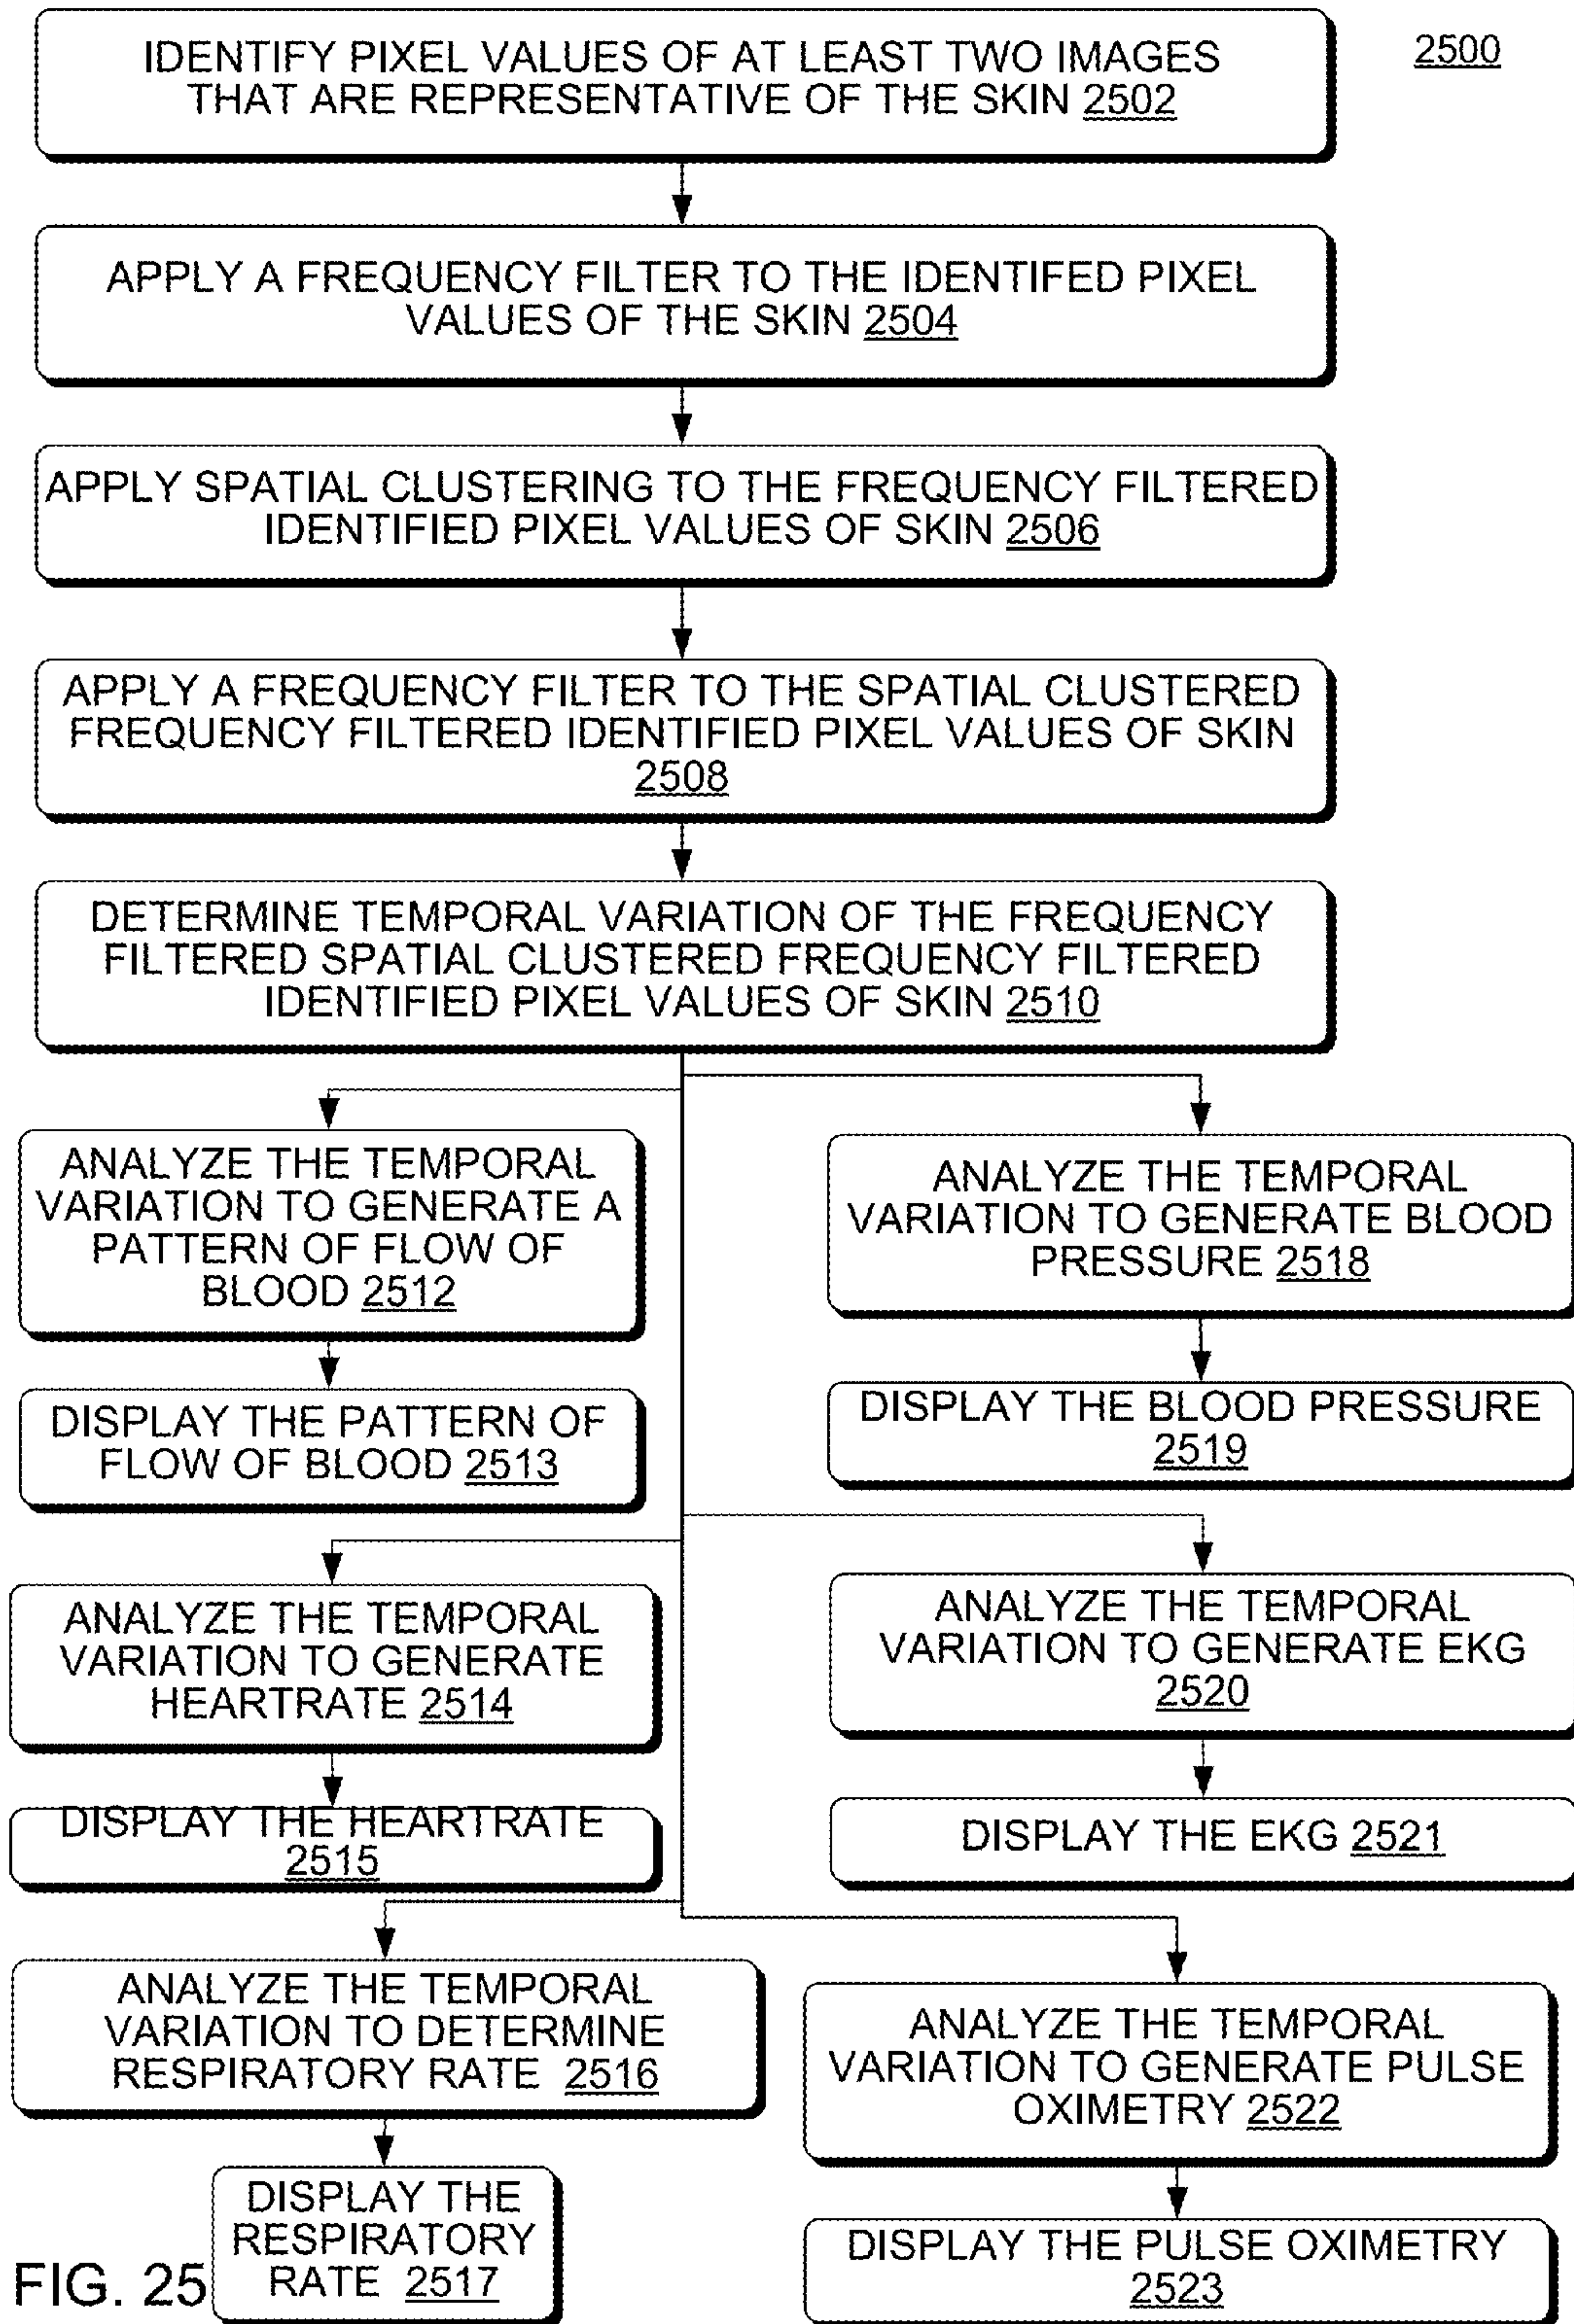 2500
IDENTIFY PIXEL VALUES OF AT LEAST TWO IMAGES
THAT ARE REPRESENTATIVE OF THE SKIN 2502
APPLY A FREQUENCY FILTER TO THE IDENTIFED PIXEL
VALUES OF THE SKIN 2504
APPLY SPATIAL CLUSTERING TO THE FREQUENCY FILTERED
IDENTIFIED PIXEL VALUES OF SKIN 2506
APPLY A FREQUENCY FILTER TO THE SPATIAL CLUSTERED
FREQUENCY FILTERED IDENTIFIED PIXEL VALUES OF SKIN
2508
DETERMINE TEMPORAL VARIATION OF THE FREQUENCY
FILTERED SPATIAL CLUSTERED FREQUENCY FILTERED
IDENTIFIED PIXEL VALUES OF SKIN 2510
ANALYZE THE TEMPORAL
VARIATION TO GENERATE A
PATTERN OF FLOW OF
BLOOD 2512
DISPLAY THE PATTERN OF
FLOW OF BLOOD 2513
ANALYZE THE TEMPORAL
VARIATION TO GENERATE BLOOD
PRESSURE 2518
DISPLAY THE BLOOD PRESSURE
2519
ANALYZE THE TEMPORAL
VARIATION TO GENERATE
HEARTRATE 2514
DISPLAY THE HEARTRATE
2515
ANALYZE THE TEMPORAL
VARIATION TO GENERATE EKG
2520
DISPLAY THE EKG 2521
ANALYZE THE TEMPORAL
VARIATION TO DETERMINE
RESPIRATORY RATE 2516
DISPLAY THE
RESPIRATORY
RATE 2517
ANALYZE THE TEMPORAL
VARIATION TO GENERATE PULSE
OXIMETRY 2522
DISPLAY THE PULSE OXIMETRY
2523
FIG. 25